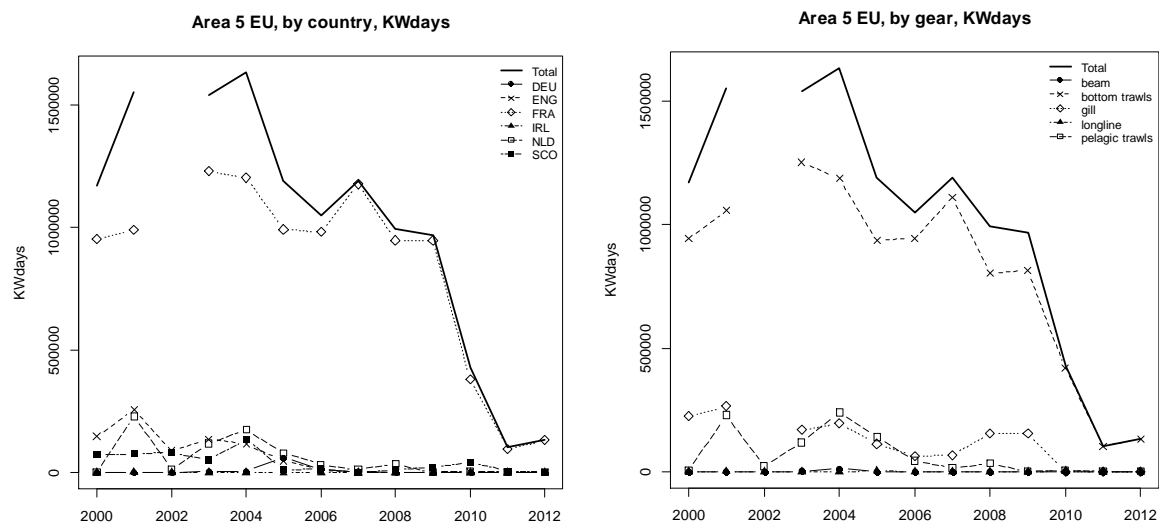 Area 5 EU, by country, KWdays
KWdays
1500000
1000000
500000
0
2000 2002 2004 2006 2008 2010 2012
Total
DEU
ENG
FRA
IRL
NLD
SCO
Area 5 EU, by gear, KWdays
KWdays
1500000
1000000
500000
0
2000 2002 2004 2006 2008 2010 2012
Total
beam
bottom trawls
gill
longline
pelagic trawls